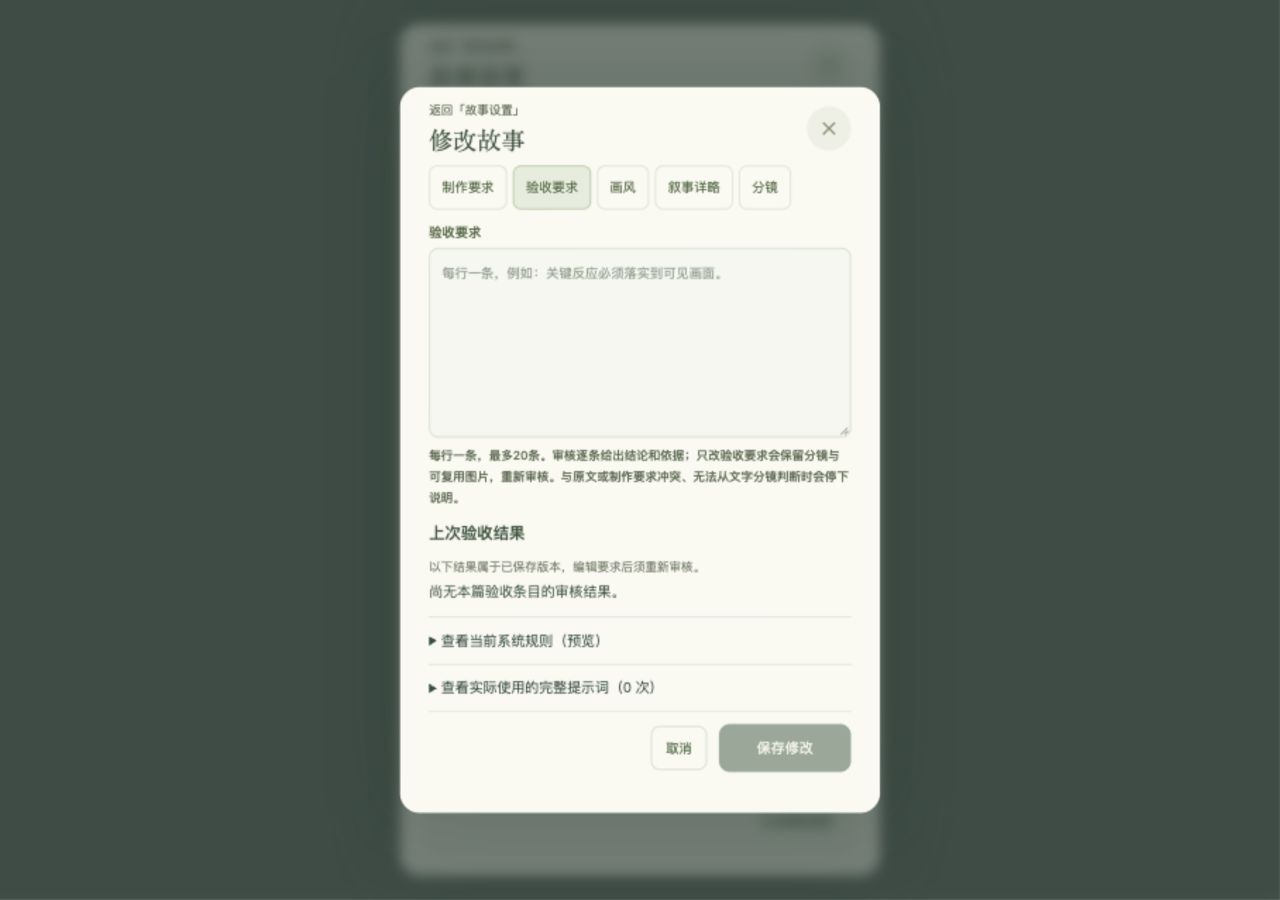 返回「故事设置」
修改故事
制作要求 验收要求 画风 叙事详略 分镜
验收要求
每行一条，例如：关键反应必须落实到可见画面。
每行一条，最多20条。审核逐条给出结论和依据；只改验收要求会保留分镜与
可复用图片，重新审核。与原文或制作要求冲突、无法从文字分镜判断时会停下
说明。
上次验收结果
以下结果属于已保存版本，编辑要求后须重新审核。
尚无本篇验收条目的审核结果。
查看当前系统规则（预览）
查看实际使用的完整提示词（0 次）
取消 保存修改